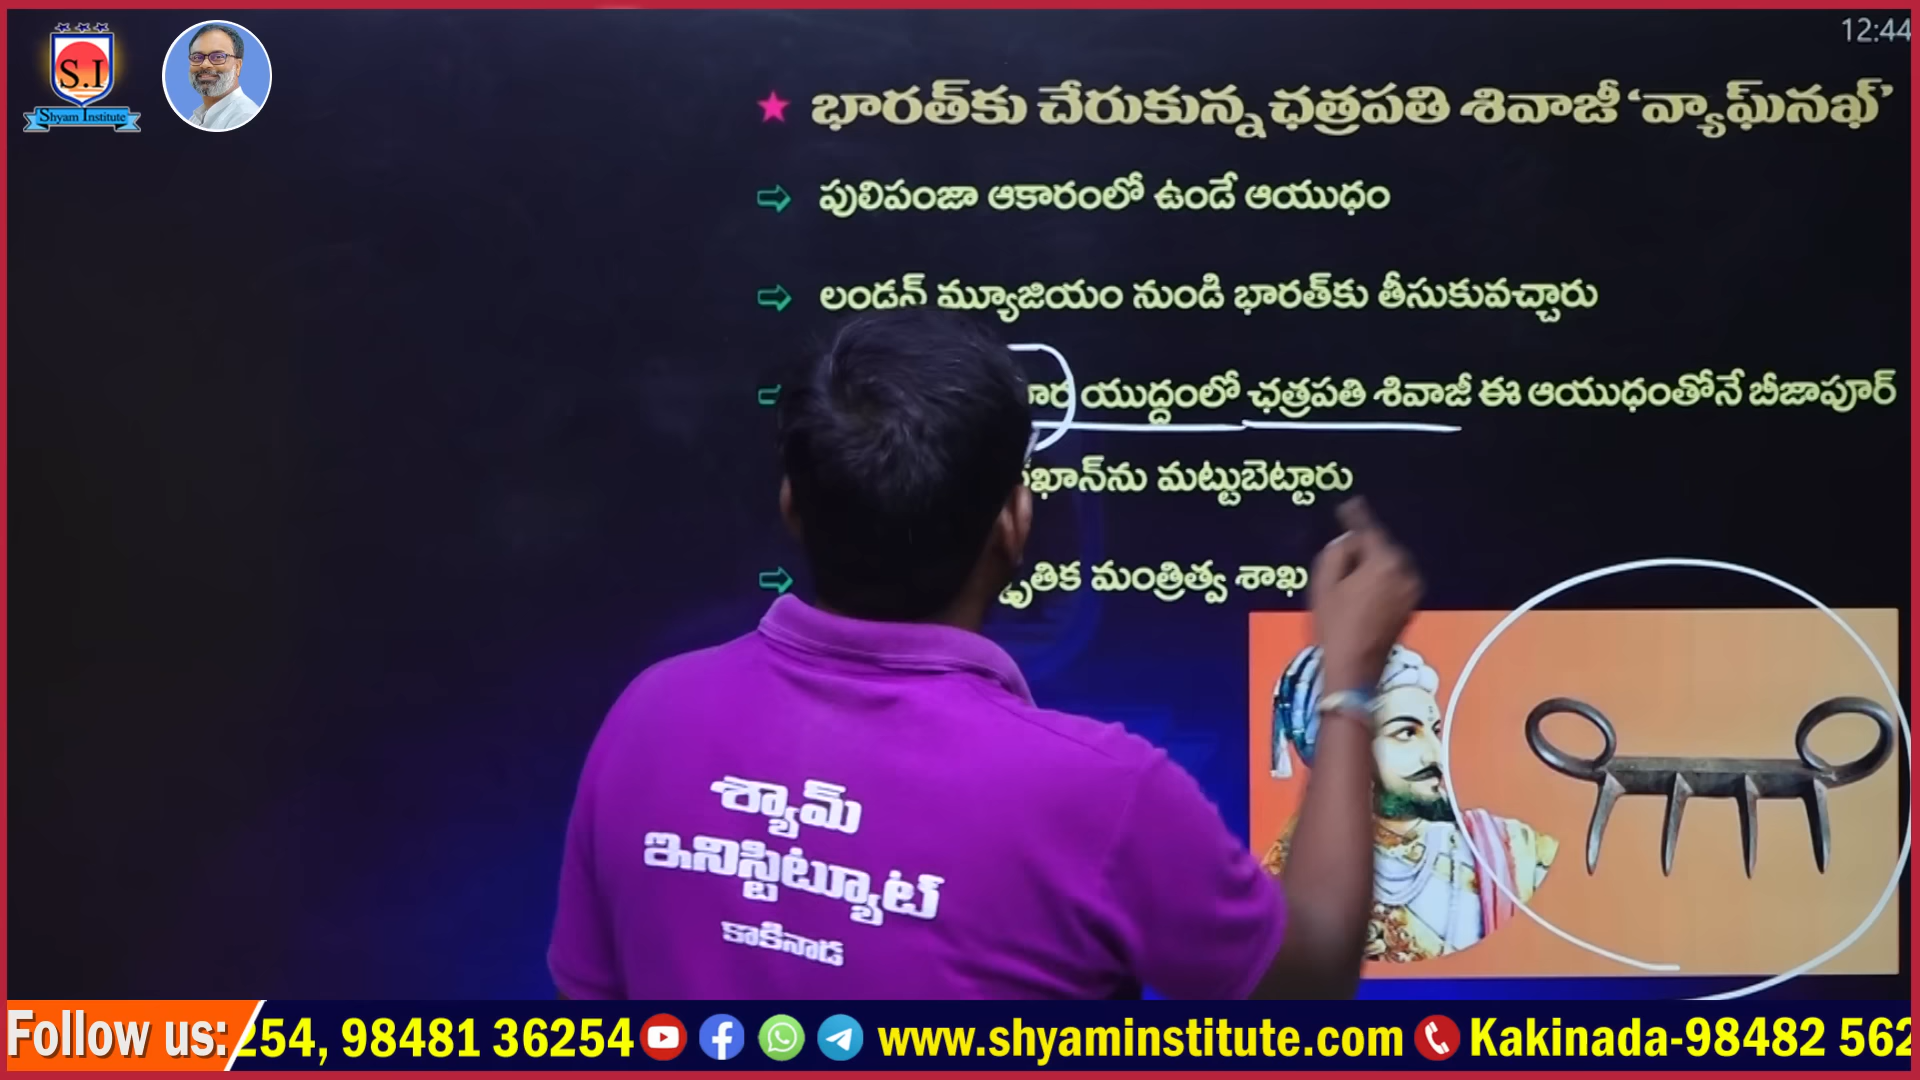 12:44
S.I
Shyam Institute
భారత్‌కు చేరుకున్న ఛత్రపతి శివాజీ ‘వ్యాఘ్‌నఖ్’
పులిపంజా ఆకారంలో ఉండే ఆయుధం
లండన్ మ్యూజియం నుండి భారత్‌కు తీసుకువచ్చారు
యుద్దంలో ఛత్రపతి శివాజీ ఈ ఆయుధంతోనే బీజాపూర్
మట్టుబెట్టారు
మంత్రిత్వ శాఖ
శ్యామ్
ఇనిస్టిట్యూట్
కాకినాడ
Follow us: 254, 98481 36254 www.shyaminstitute.com Kakinada-98482 562